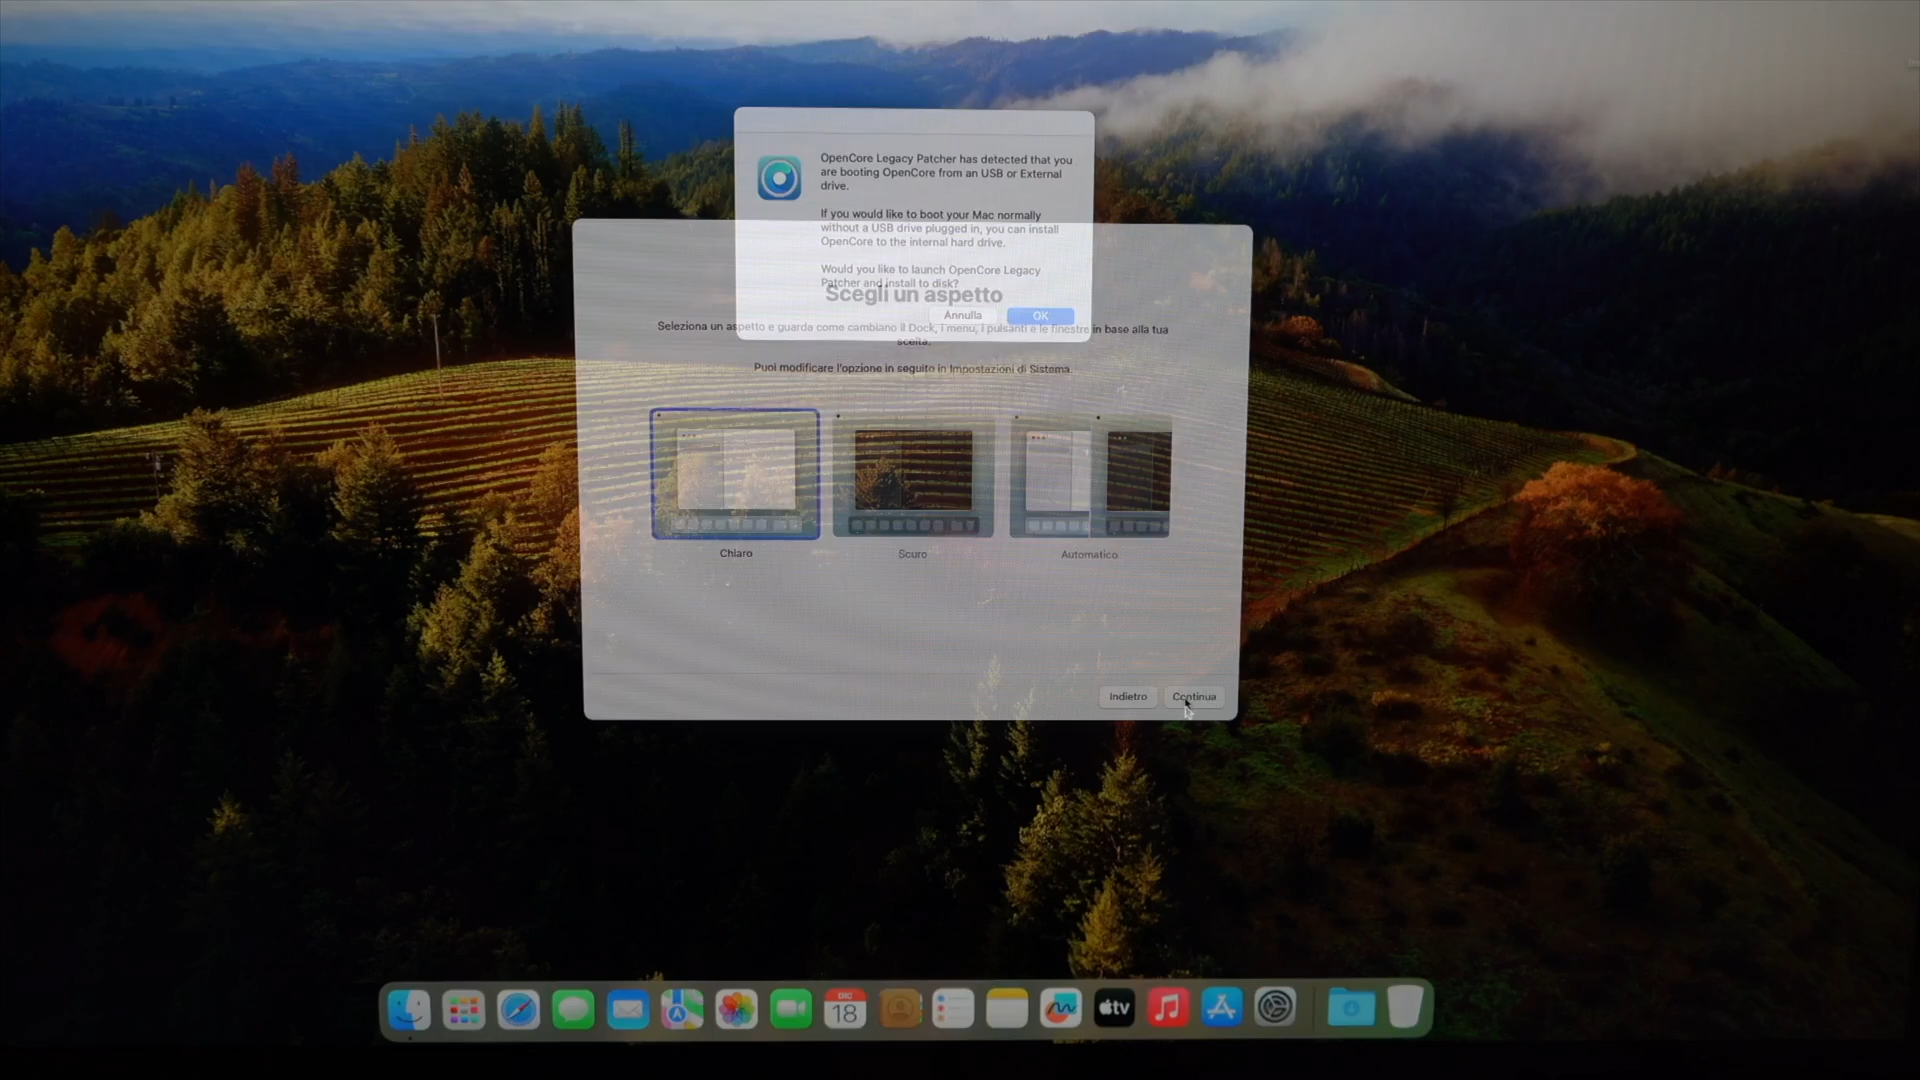 OpenCore Legacy Patcher has detected that you
are booting OpenCore from an USB or External
drive.
If you would like to boot your Mac normally
without a USB drive plugged in, you can install
OpenCore to the internal hard drive.
Would you like to launch OpenCore Legacy
Patcher and install to disk?
Annulla
OK
Scegli un aspetto
Seleziona un aspetto e guarda come cambiano il Dock, i menu, i pulsanti e le finestre in base alla tua
scelta.
Puoi modificare l'opzione in seguito in Impostazioni di Sistema.
Chiaro
Scuro
Automatico
Indietro
Continua
DIC
18
tv